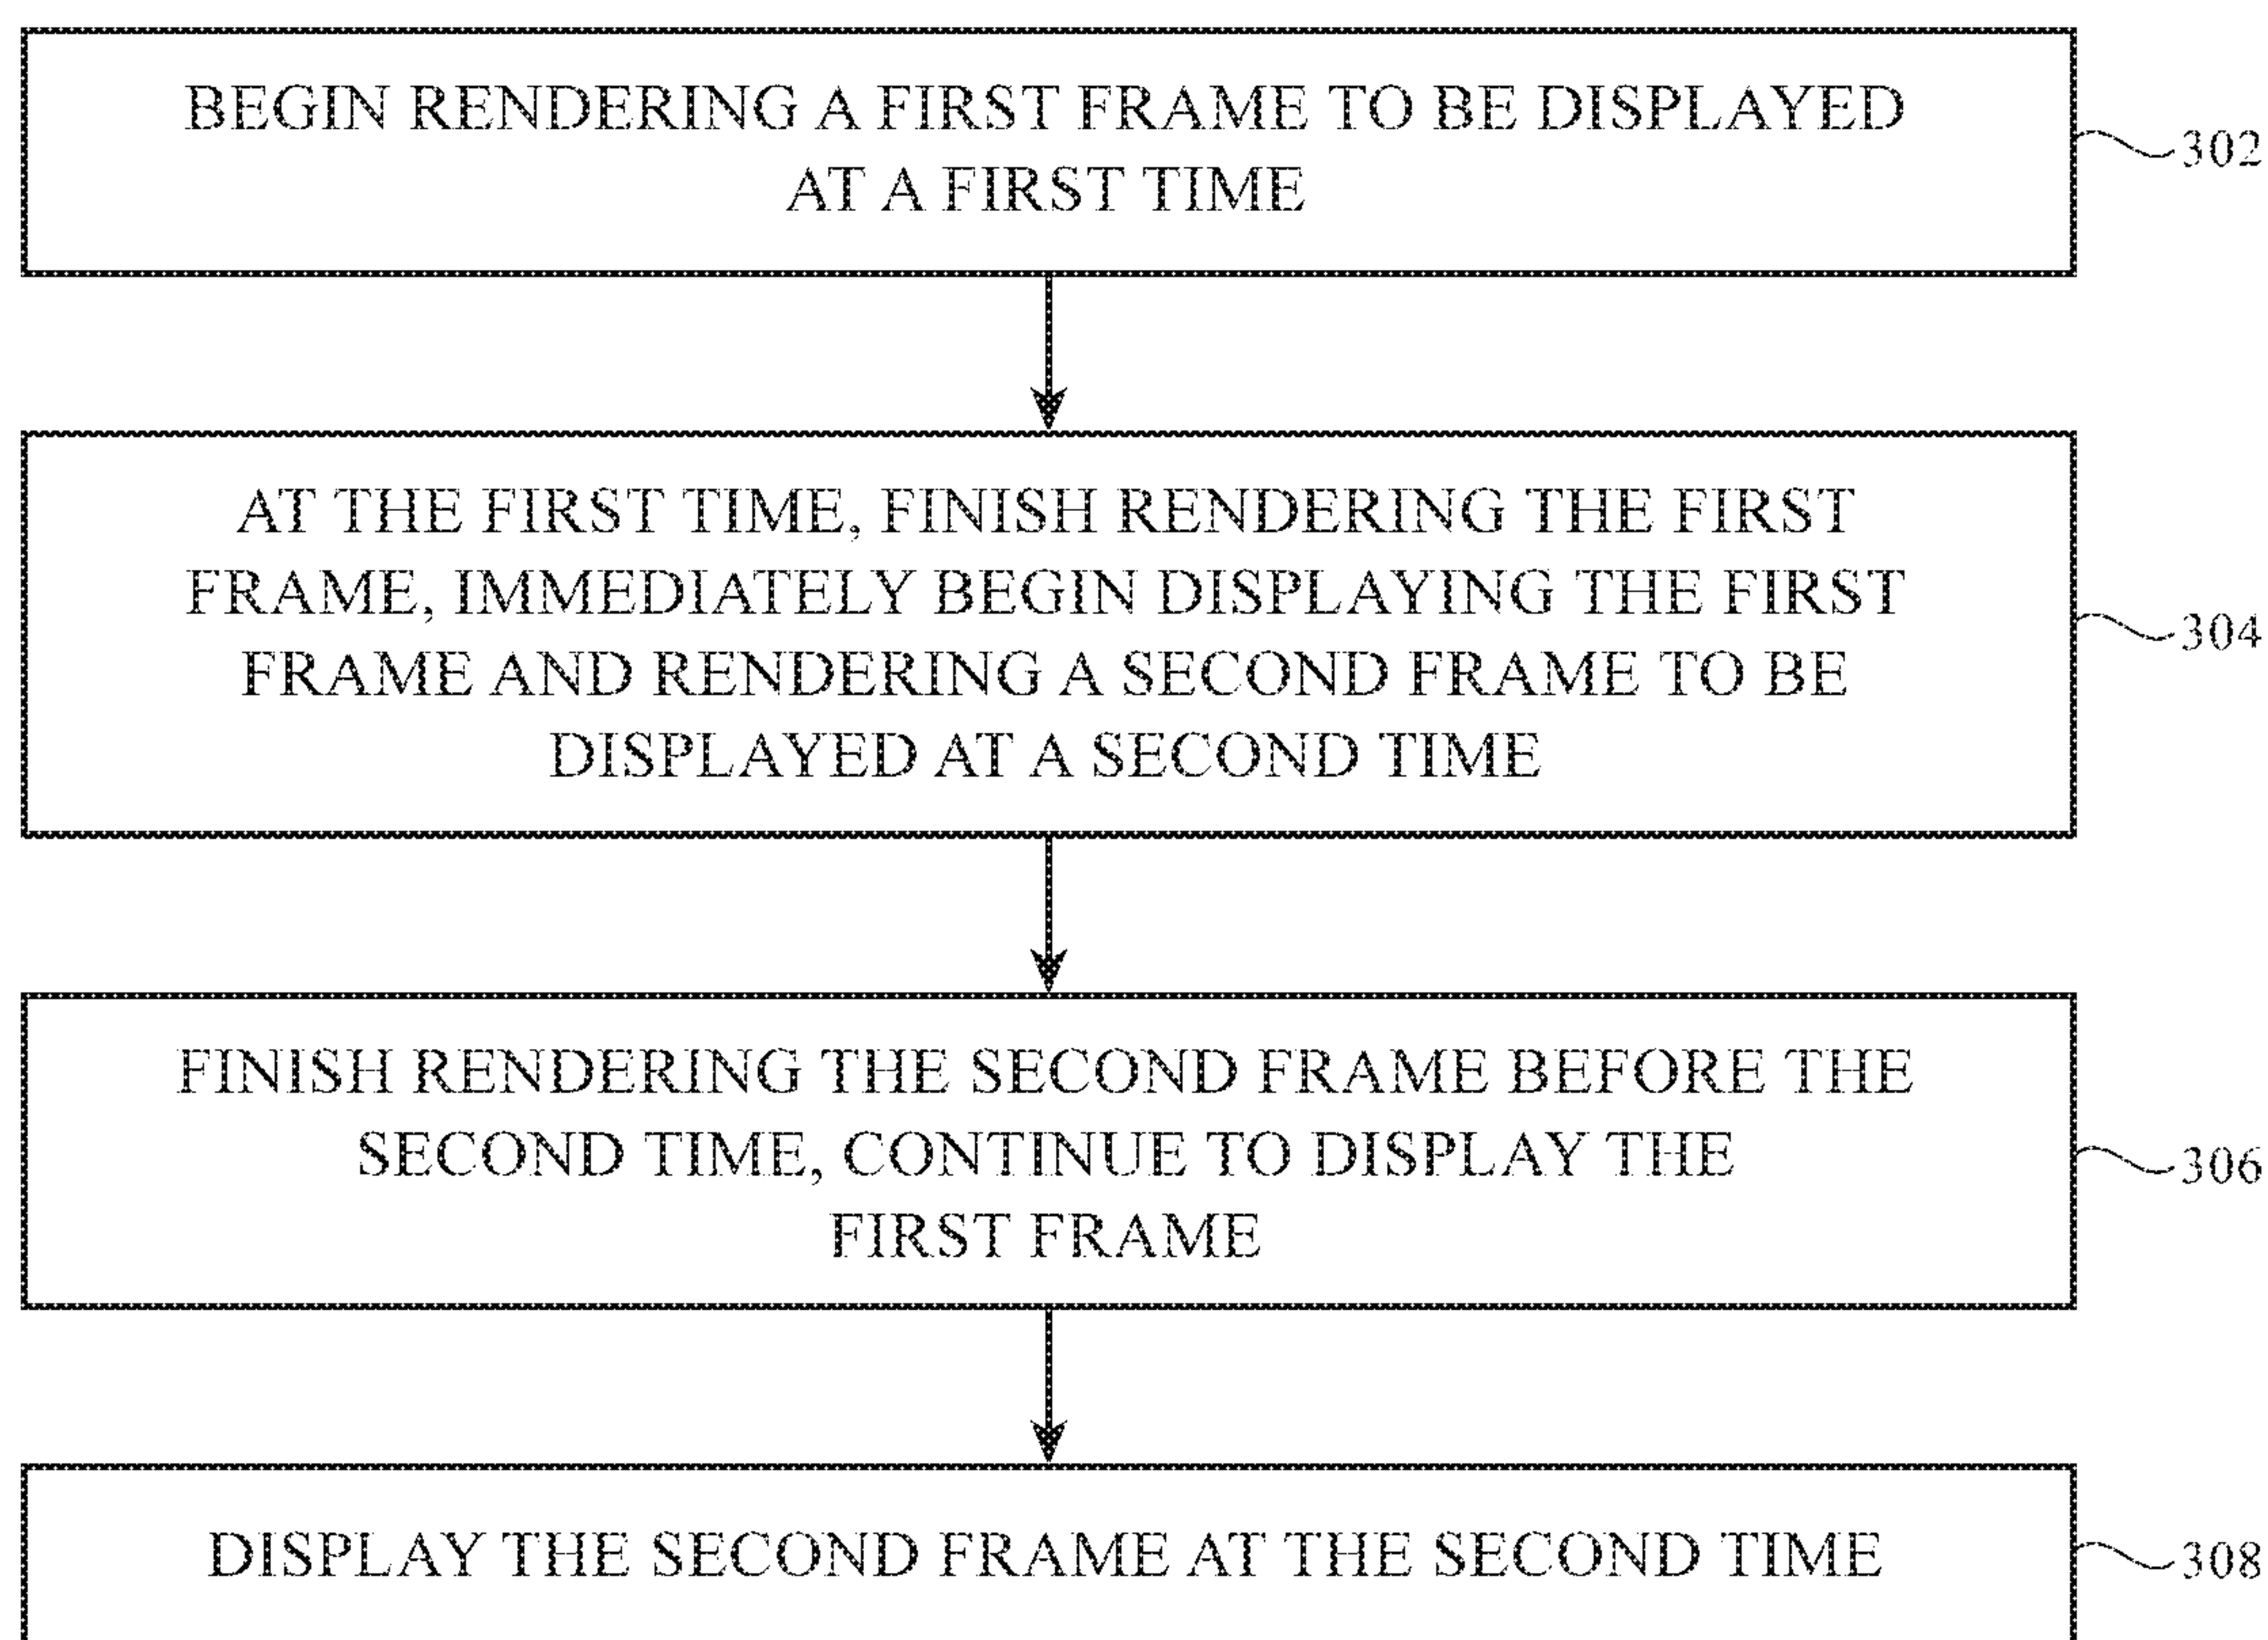 BEGIN RENDERING A FIRST FRAME TO BE DISPLAYED
AT A FIRST TIME
302
AT THE FIRST TIME, FINISH RENDERING THE FIRST
FRAME, IMMEDIATELY BEGIN DISPLAYING THE FIRST
FRAME AND RENDERING A SECOND FRAME TO BE
DISPLAYED AT A SECOND TIME
304
FINISH RENDERING THE SECOND FRAME BEFORE THE
SECOND TIME, CONTINUE TO DISPLAY THE
FIRST FRAME
306
DISPLAY THE SECOND FRAME AT THE SECOND TIME
308